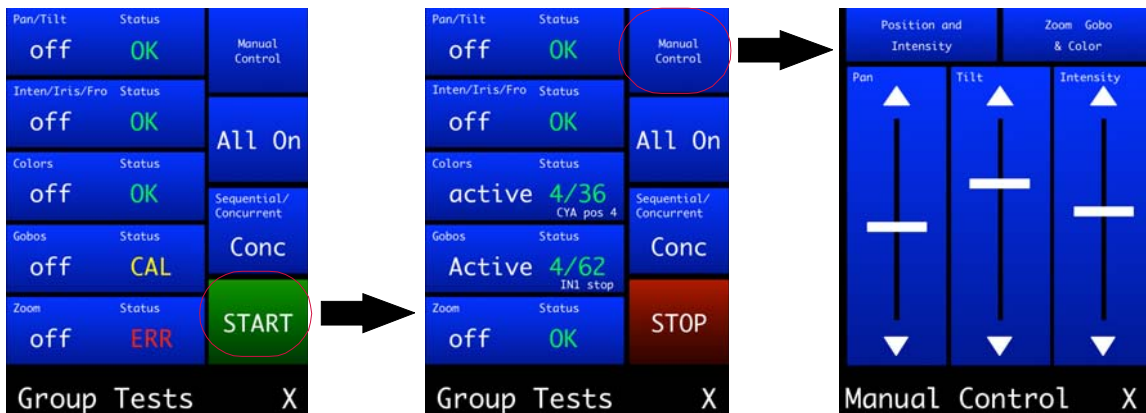 Pan/Tilt Status
off OK
Manual
Control
Inten/Iris/Fro Status
off OK
All On
Colors Status
off OK
Sequential/
Concurrent
Conc
Gobos Status
off CAL
START
Zoom Status
off ERR
Group Tests X
Pan/Tilt Status
off OK
Manual
Control
Inten/Iris/Fro Status
off OK
All On
Colors Status
active 4/36
CYA pos 4
Sequential/
Concurrent
Conc
Gobos Status
Active 4/62
IN1 stop
STOP
Zoom Status
off OK
Group Tests X
Position and
Intensity
Zoom Gobo
& Color
Pan
Tilt
Intensity
Manual Control X